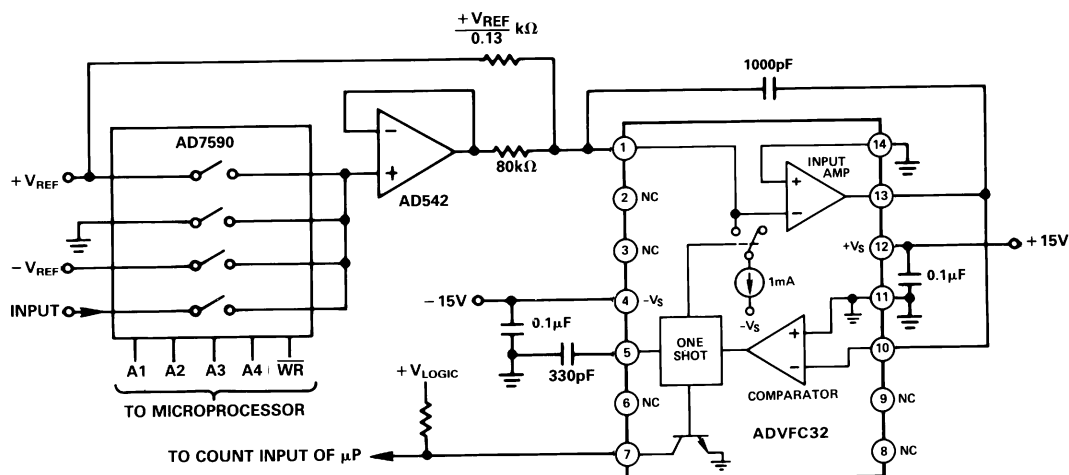 + VREF
0.13
kΩ
1000pF
AD7590
+ VREF
− VREF
INPUT
A1 A2 A3 A4 WR
TO MICROPROCESSOR
−
+
AD542
80kΩ
1
2 NC
3 NC
− 15V
4 −VS
0.1µF
5
330pF
6 NC
+ VLOGIC
7
TO COUNT INPUT OF µP
INPUT
AMP
+
−
1mA
−VS
ONE
SHOT
+
−
COMPARATOR
ADVFC32
14
13
+VS 12
+ 15V
0.1µF
11
10
9 NC
8 NC